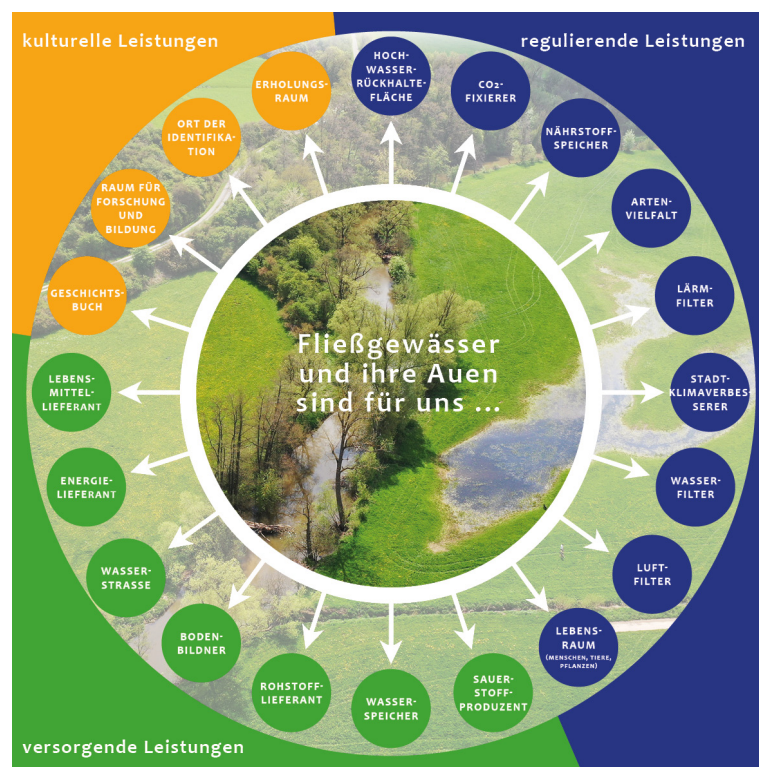 kulturelle Leistungen
regulierende Leistungen
HOCH-
WASSER-
RÜCKHALTE-
FLÄCHE
CO2-
FIXIERER
NÄHRSTOFF-
SPEICHER
ARTEN-
VIELFALT
LÄRM-
FILTER
STADT-
KLIMAVERBES-
SERER
WASSER-
FILTER
LUFT-
FILTER
LEBENS-
RAUM
(MENSCHEN, TIERE,
PFLANZEN)
SAUER-
STOFF-
PRODUZENT
WASSER-
SPEICHER
ROHSTOFF-
LIEFERANT
BODEN-
BILDNER
WASSER-
STRASSE
ENERGIE-
LIEFERANT
LEBENS-
MITTEL-
LIEFERANT
GESCHICHTS-
BUCH
RAUM FÜR
FORSCHUNG
UND
BILDUNG
ORT DER
IDENTIFIKA-
TION
ERHOLUNGS-
RAUM
Fließgewässer
und ihre Auen
sind für uns ...
versorgende Leistungen